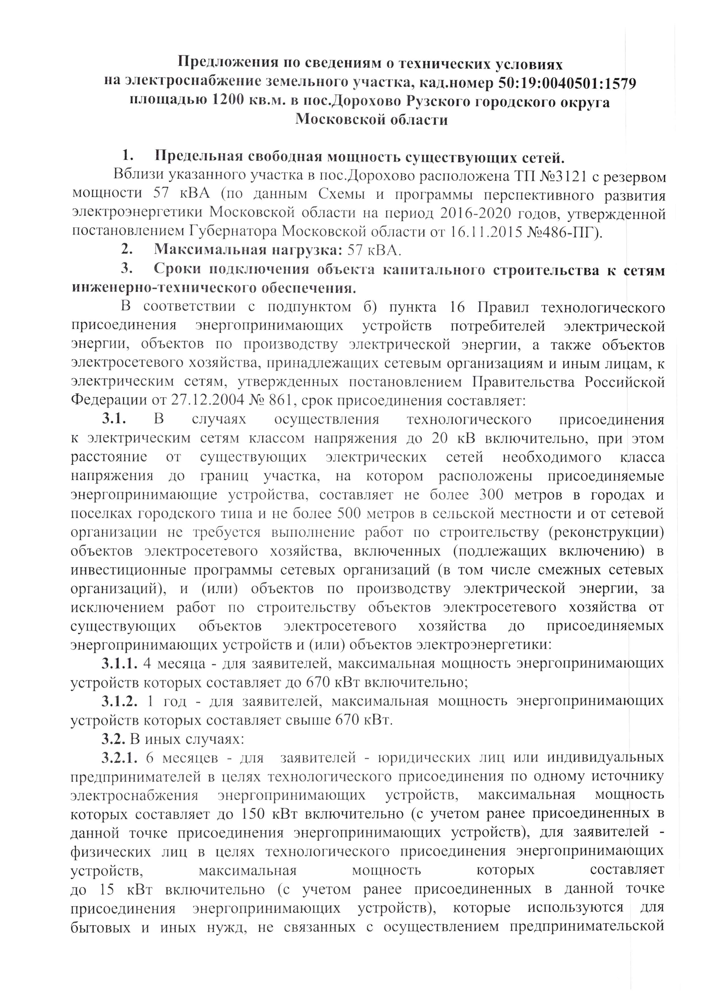 Предложения по сведениям о технических условиях
на электроснабжение земельного участка, кад.номер 50:19:0040501:1579
площадью 1200 кв.м. в пос.Дорохово Рузского городского округа
Московской области
1. Предельная свободная мощность существующих сетей.
Вблизи указанного участка в пос.Дорохово расположена ТП №3121 с резервом
мощности 57 кВА (по данным Схемы и программы перспективного развития
электроэнергетики Московской области на период 2016-2020 годов, утвержденной
постановлением Губернатора Московской области от 16.11.2015 №486-ПГ).
2. Максимальная нагрузка: 57 кВА.
3. Сроки подключения объекта капитального строительства к сетям
инженерно-технического обеспечения.
В соответствии с подпунктом б) пункта 16 Правил технологического
присоединения энергопринимающих устройств потребителей электрической
энергии, объектов по производству электрической энергии, а также объектов
электросетевого хозяйства, принадлежащих сетевым организациям и иным лицам, к
электрическим сетям, утвержденных постановлением Правительства Российской
Федерации от 27.12.2004 № 861, срок присоединения составляет:
3.1. В случаях осуществления технологического присоединения
к электрическим сетям классом напряжения до 20 кВ включительно, при этом
расстояние от существующих электрических сетей необходимого класса
напряжения до границ участка, на котором расположены присоединяемые
энергопринимающие устройства, составляет не более 300 метров в городах и
поселках городского типа и не более 500 метров в сельской местности и от сетевой
организации не требуется выполнение работ по строительству (реконструкции)
объектов электросетевого хозяйства, включенных (подлежащих включению) в
инвестиционные программы сетевых организаций (в том числе смежных сетевых
организаций), и (или) объектов по производству электрической энергии, за
исключением работ по строительству объектов электросетевого хозяйства от
существующих объектов электросетевого хозяйства до присоединяемых
энергопринимающих устройств и (или) объектов электроэнергетики:
3.1.1. 4 месяца - для заявителей, максимальная мощность энергопринимающих
устройств которых составляет до 670 кВт включительно;
3.1.2. 1 год - для заявителей, максимальная мощность энергопринимающих
устройств которых составляет свыше 670 кВт.
3.2. В иных случаях:
3.2.1. 6 месяцев - для заявителей - юридических лиц или индивидуальных
предпринимателей в целях технологического присоединения по одному источнику
электроснабжения энергопринимающих устройств, максимальная мощность
которых составляет до 150 кВт включительно (с учетом ранее присоединенных в
данной точке присоединения энергопринимающих устройств), для заявителей -
физических лиц в целях технологического присоединения энергопринимающих
устройств, максимальная мощность которых составляет
до 15 кВт включительно (с учетом ранее присоединенных в данной точке
присоединения энергопринимающих устройств), которые используются для
бытовых и иных нужд, не связанных с осуществлением предпринимательской